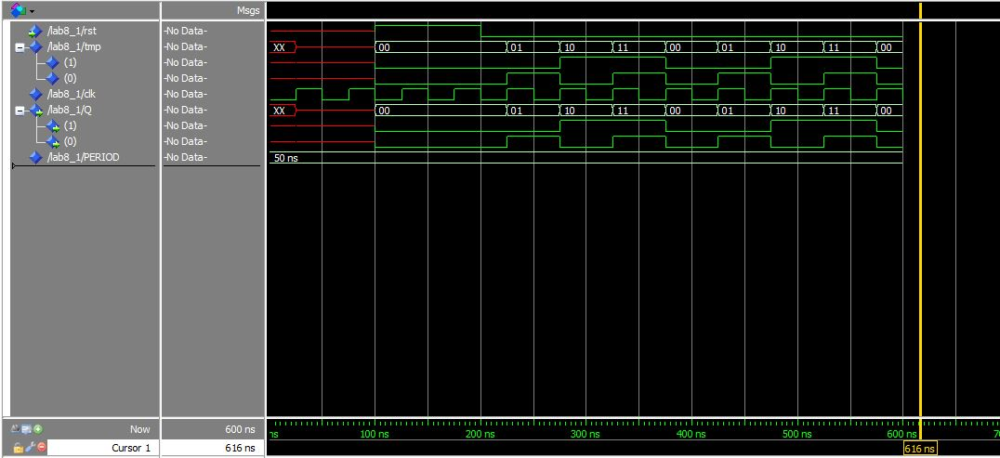 Msgs
/lab8_1/rst -No Data-
/lab8_1/tmp -No Data- XX 00 01 10 11 00 01 10 11 00
(1) -No Data-
(0) -No Data-
/lab8_1/clk -No Data-
/lab8_1/Q -No Data- XX 00 01 10 11 00 01 10 11 00
(1) -No Data-
(0) -No Data-
/lab8_1/PERIOD -No Data- 50 ns
Now 600 ns ns 100 ns 200 ns 300 ns 400 ns 500 ns 600 ns 7
Cursor 1 616 ns 616 ns